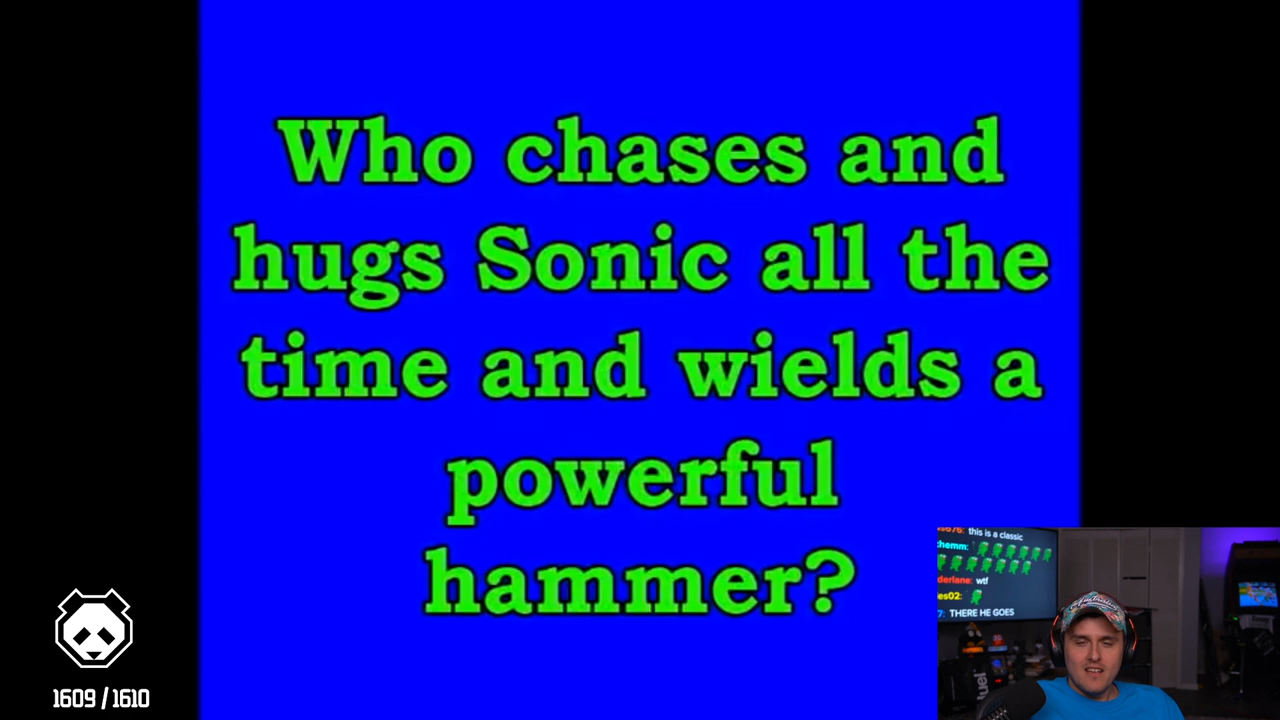 Who chases and
hugs Sonic all the
time and wields a
powerful
hammer?
this is a classic
wtf
THERE HE GOES
1609 / 1610